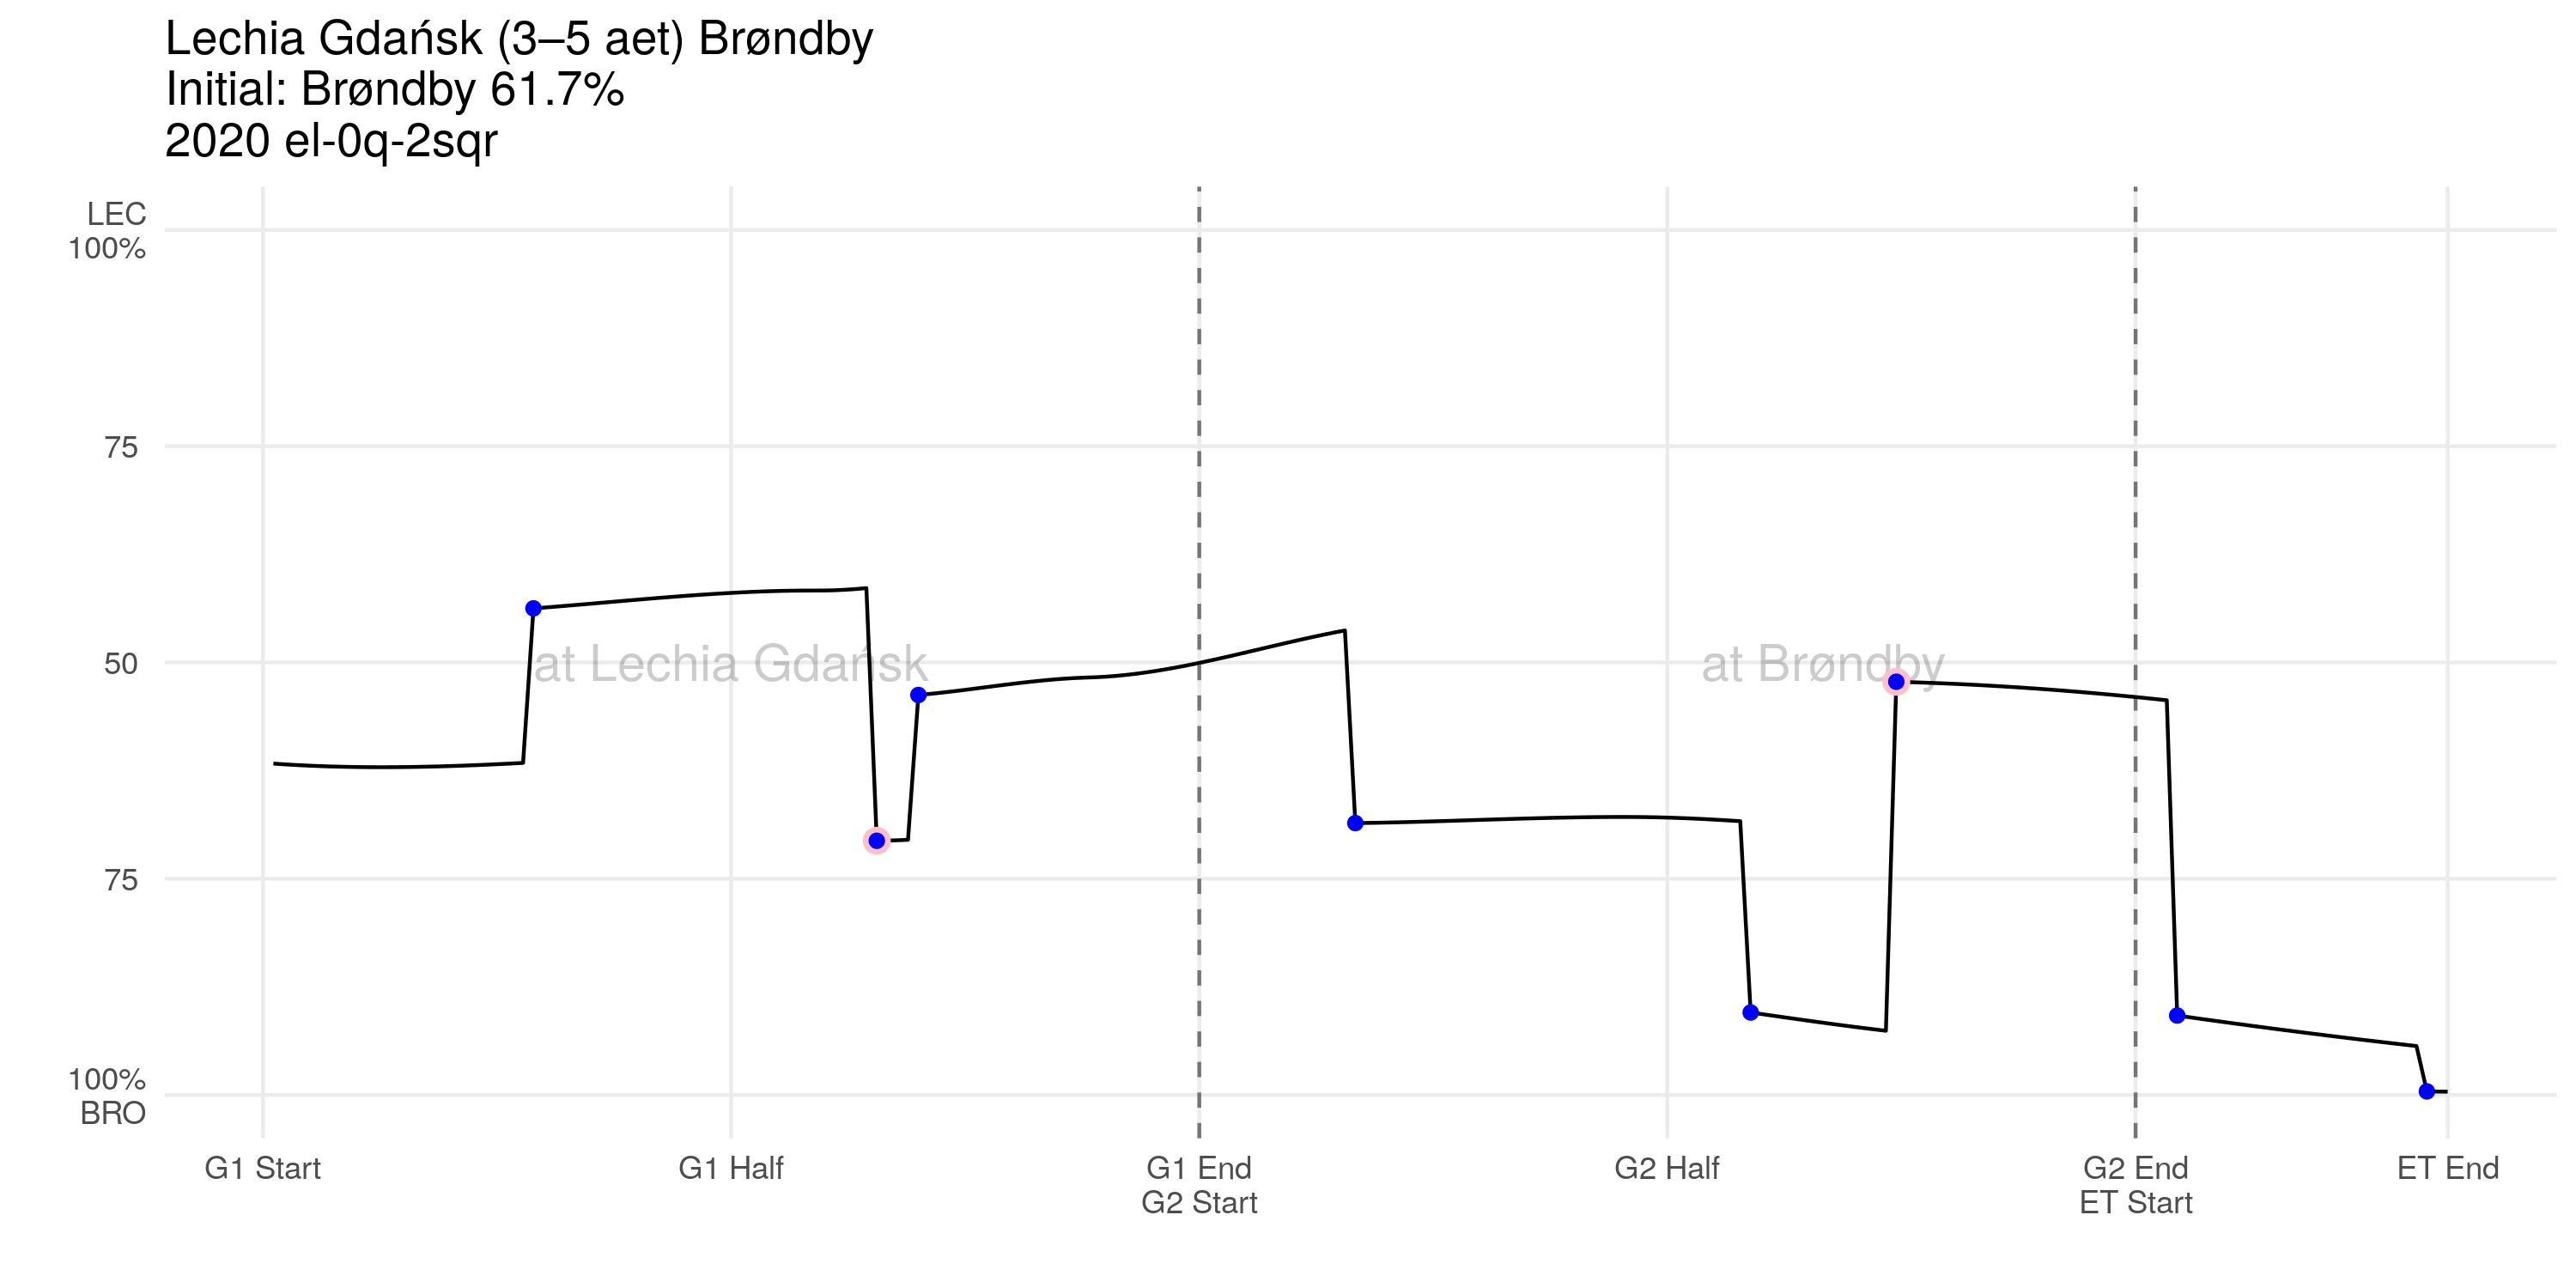 Lechia Gdańsk (3–5 aet) Brøndby
Initial: Brøndby 61.7%
2020 el-0q-2sqr
LEC
100%
75
50
75
100%
BRO
at Lechia Gdańsk
at Brøndby
G1 Start
G1 Half
G1 End
G2 Start
G2 Half
G2 End
ET Start
ET End